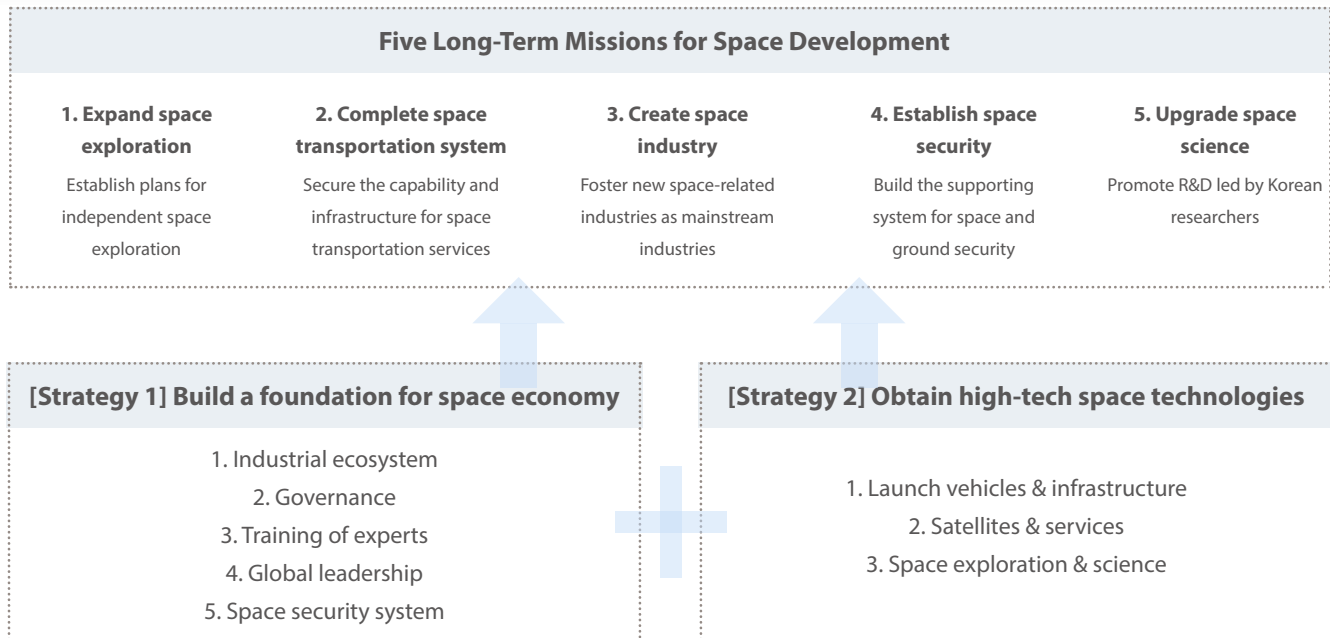 Five Long-Term Missions for Space Development
1. Expand space
exploration
Establish plans for
independent space
exploration
2. Complete space
transportation system
Secure the capability and
infrastructure for space
transportation services
3. Create space
industry
Foster new space-related
industries as mainstream
industries
4. Establish space
security
Build the supporting
system for space and
ground security
5. Upgrade space
science
Promote R&D led by Korean
researchers
[Strategy 1] Build a foundation for space economy
1. Industrial ecosystem
2. Governance
3. Training of experts
4. Global leadership
5. Space security system
[Strategy 2] Obtain high-tech space technologies
1. Launch vehicles & infrastructure
2. Satellites & services
3. Space exploration & science